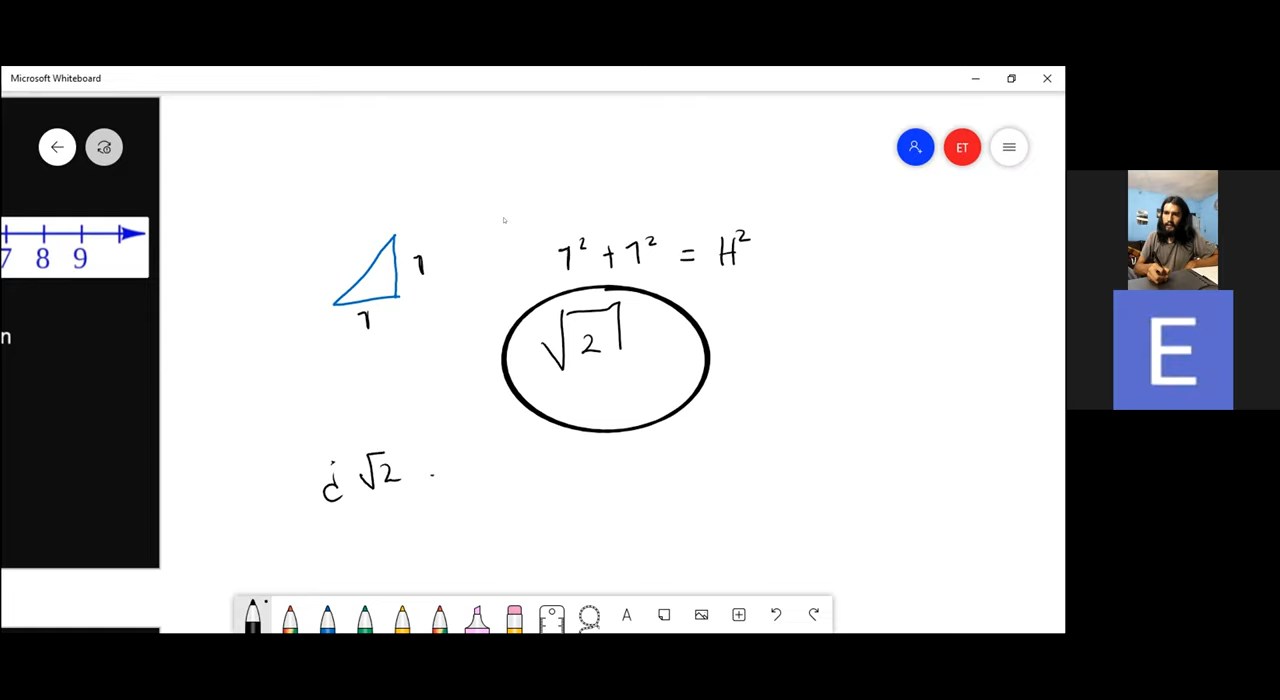 Microsoft Whiteboard
ET
7 8 9
n
1
1
1² + 1² = H²
√2
¿ √2
A
E